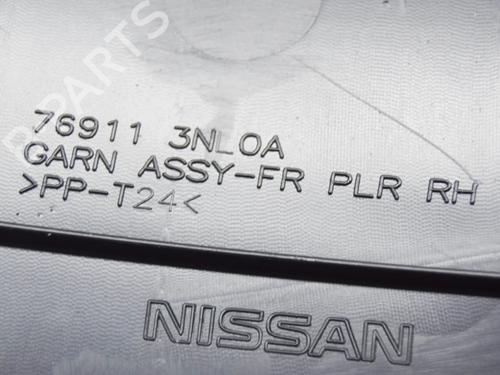 76911 3NL0A
GARN ASSY-FR PLR RH
>PP-T24<
NISSAN